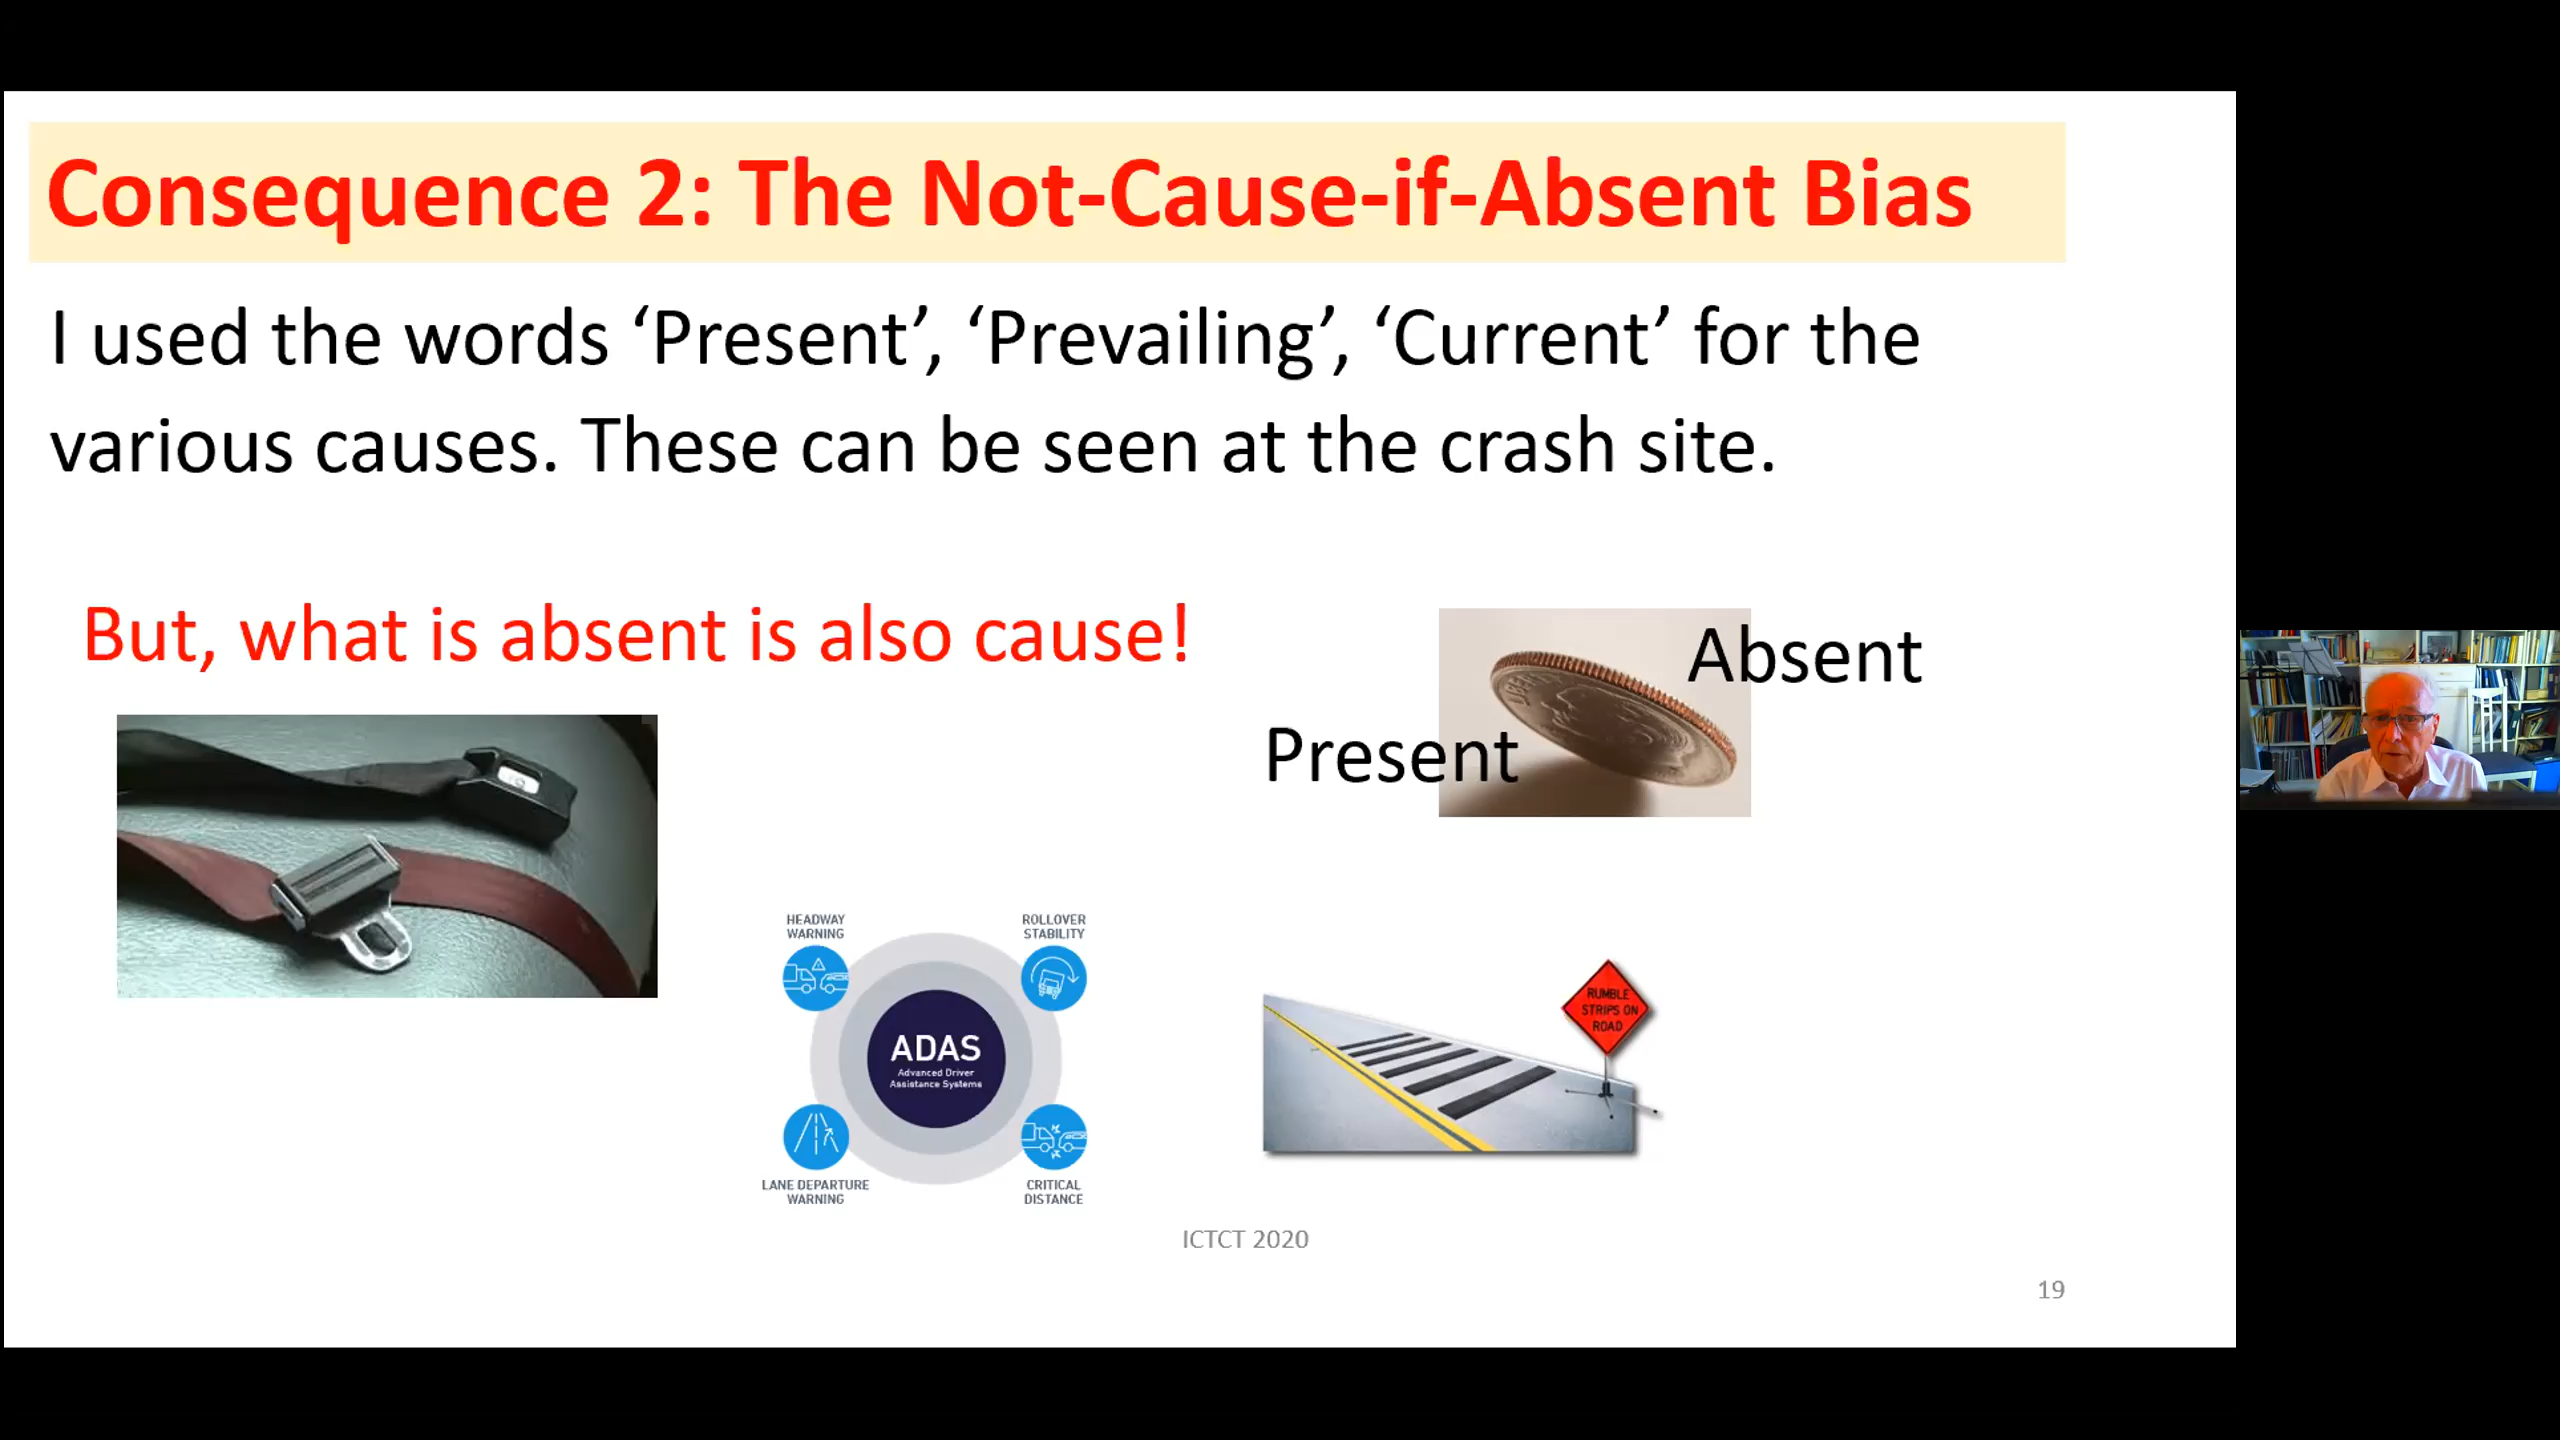 Consequence 2: The Not-Cause-if-Absent Bias
I used the words ‘Present’, ‘Prevailing’, ‘Current’ for the
various causes. These can be seen at the crash site.
But, what is absent is also cause!
Absent
Present
HEADWAY
WARNING
ROLLOVER
STABILITY
ADAS
Advanced Driver
Assistance Systems
LANE DEPARTURE
WARNING
CRITICAL
DISTANCE
RUMBLE
STRIPS ON
ROAD
ICTCT 2020
19